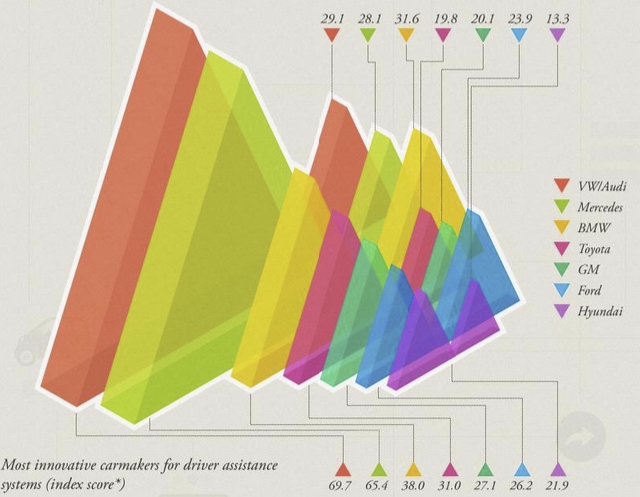 29.1 28.1 31.6 19.8 20.1 23.9 13.3
VW/Audi
Mercedes
BMW
Toyota
GM
Ford
Hyundai
Most innovative carmakers for driver assistance
systems (index score*)
69.7 65.4 38.0 31.0 27.1 26.2 21.9